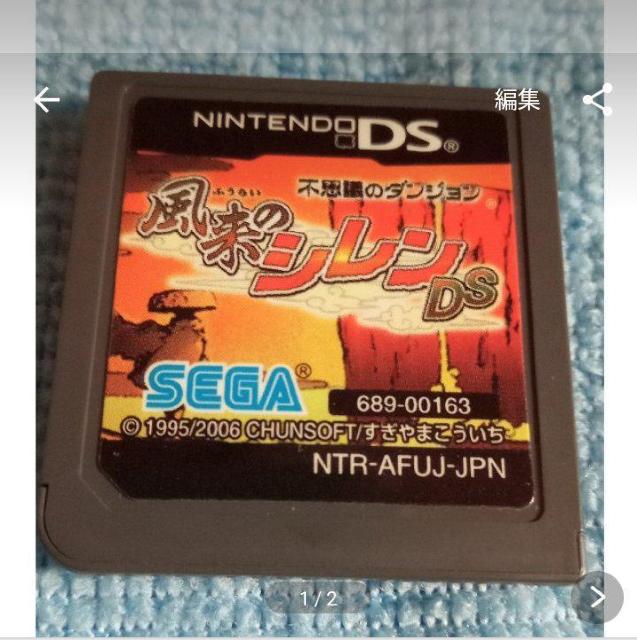 編集
NINTENDO DS®
不思議のダンジョン®
ふうらい
風来の
シレン
DS
SEGA®
689-00163
© 1995/2006 CHUNSOFT/すぎやまこういち
NTR-AFUJ-JPN
1/2